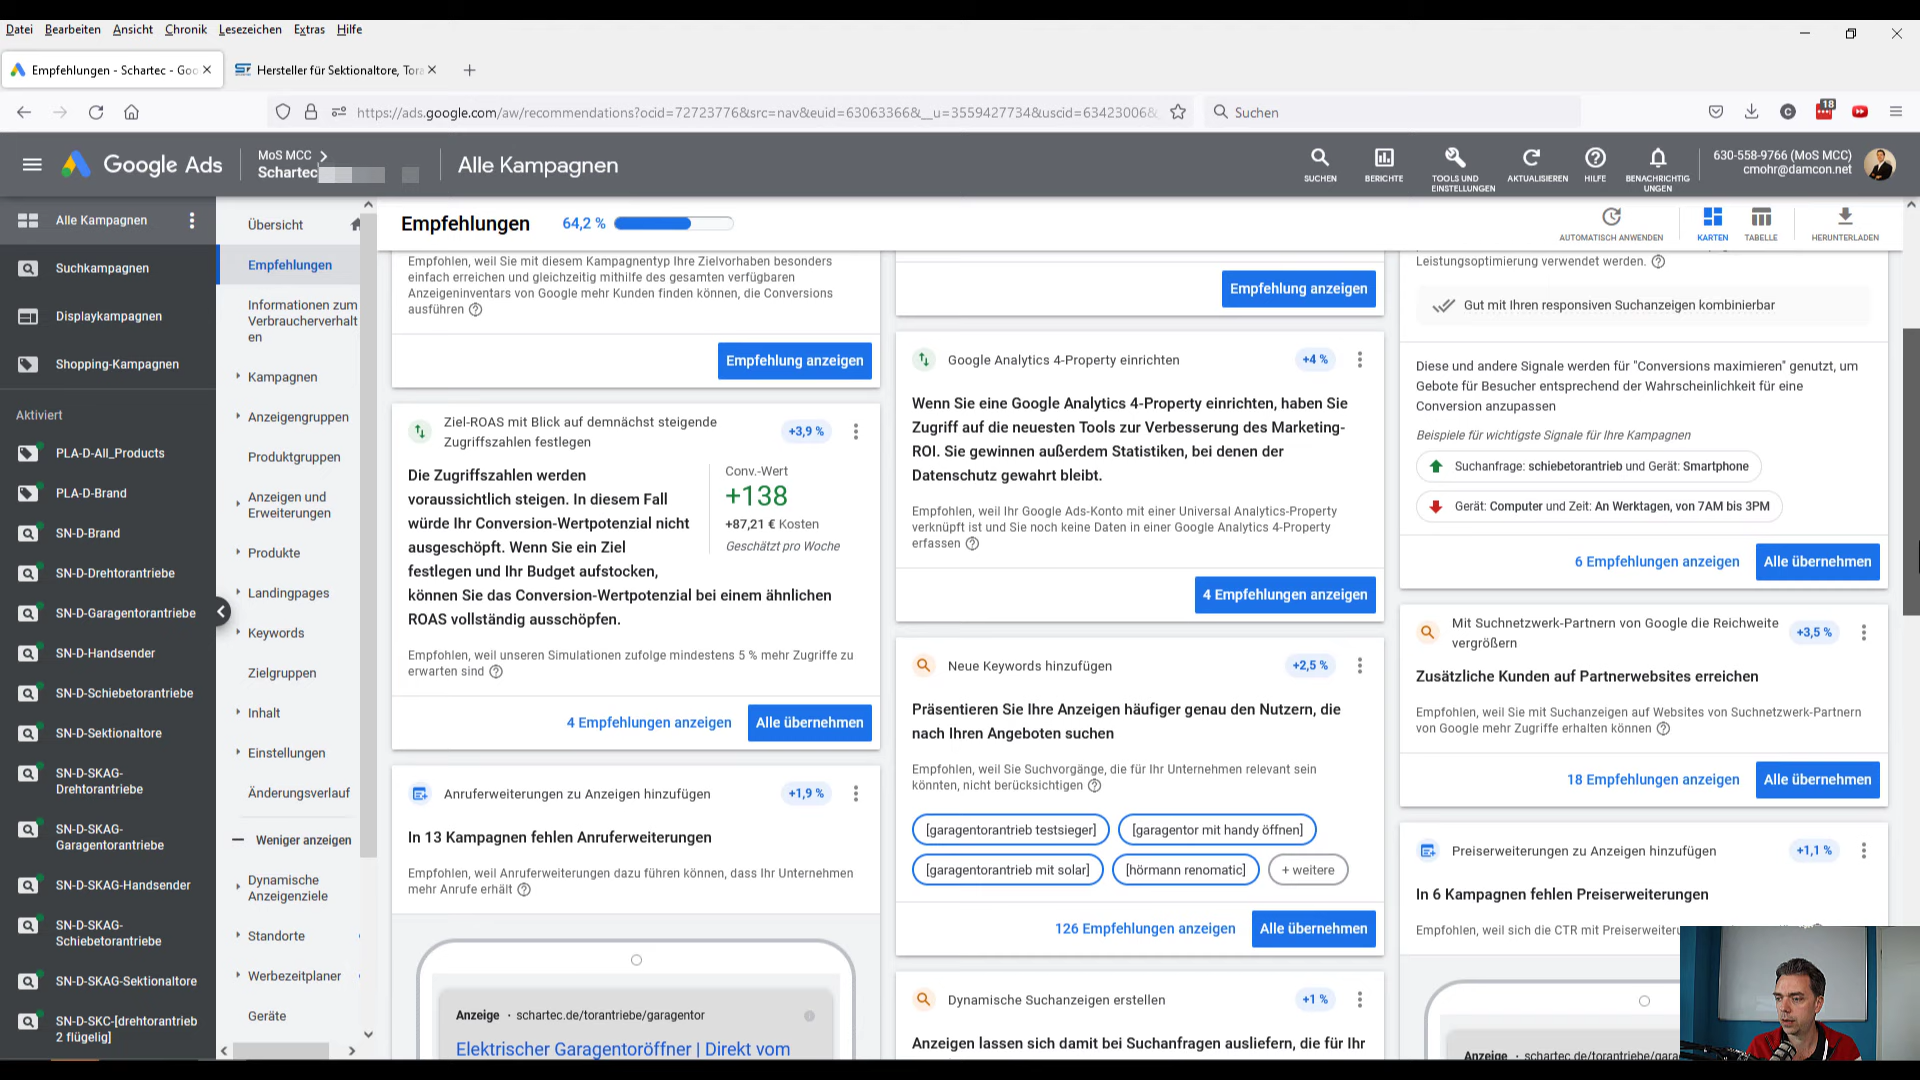 Datei Bearbeiten Ansicht Chronik Lesezeichen Extras Hilfe
Empfehlungen - Schartec - Goo
Hersteller für Sektionaltore, Tora
https://ads.google.com/aw/recommendations?ocid=72723776&src=nav&euid=63063366&__u=3559427734&uscid=63423006&
Suchen
18
Google Ads
MoS MCC
Schartec
Alle Kampagnen
SUCHEN
BERICHTE
TOOLS UND
EINSTELLUNGEN
AKTUALISIEREN
HILFE
BENACHRICHTIG
UNGEN
630-558-9766 (MoS MCC)
cmohr@damcon.net
Alle Kampagnen
Suchkampagnen
Displaykampagnen
Shopping-Kampagnen
Aktiviert
PLA-D-All_Products
PLA-D-Brand
SN-D-Brand
SN-D-Drehtorantriebe
SN-D-Garagentorantriebe
SN-D-Handsender
SN-D-Schiebetorantriebe
SN-D-Sektionaltore
SN-D-SKAG-
Drehtorantriebe
SN-D-SKAG-
Garagentorantriebe
SN-D-SKAG-Handsender
SN-D-SKAG-
Schiebetorantriebe
SN-D-SKAG-Sektionaltore
SN-D-SKC-[drehtorantrieb
2 flügelig]
Übersicht
Empfehlungen
Informationen zum
Verbraucherverhalt
en
Kampagnen
Anzeigengruppen
Produktgruppen
Anzeigen und
Erweiterungen
Produkte
Landingpages
Keywords
Zielgruppen
Inhalt
Einstellungen
Änderungsverlauf
Weniger anzeigen
Dynamische
Anzeigenziele
Standorte
Werbezeitplaner
Geräte
Empfehlungen
64,2 %
AUTOMATISCH ANWENDEN
KARTEN
TABELLE
HERUNTERLADEN
Empfohlen, weil Sie mit diesem Kampagnentyp Ihre Zielvorhaben besonders
einfach erreichen und gleichzeitig mithilfe des gesamten verfügbaren
Anzeigeninventars von Google mehr Kunden finden können, die Conversions
ausführen
Empfehlung anzeigen
Ziel-ROAS mit Blick auf demnächst steigende
Zugriffszahlen festlegen
+3,9 %
Die Zugriffszahlen werden
voraussichtlich steigen. In diesem Fall
würde Ihr Conversion-Wertpotenzial nicht
ausgeschöpft. Wenn Sie ein Ziel
festlegen und Ihr Budget aufstocken,
können Sie das Conversion-Wertpotenzial bei einem ähnlichen
ROAS vollständig ausschöpfen.
Conv.-Wert
+138
+87,21 € Kosten
Geschätzt pro Woche
Empfohlen, weil unseren Simulationen zufolge mindestens 5 % mehr Zugriffe zu
erwarten sind
4 Empfehlungen anzeigen
Alle übernehmen
Anruferweiterungen zu Anzeigen hinzufügen
+1,9 %
In 13 Kampagnen fehlen Anruferweiterungen
Empfohlen, weil Anruferweiterungen dazu führen können, dass Ihr Unternehmen
mehr Anrufe erhält
Anzeige · schartec.de/torantriebe/garagentor
Elektrischer Garagentoröffner | Direkt vom
Empfehlung anzeigen
Google Analytics 4-Property einrichten
+4 %
Wenn Sie eine Google Analytics 4-Property einrichten, haben Sie
Zugriff auf die neuesten Tools zur Verbesserung des Marketing-
ROI. Sie gewinnen außerdem Statistiken, bei denen der
Datenschutz gewahrt bleibt.
Empfohlen, weil Ihr Google Ads-Konto mit einer Universal Analytics-Property
verknüpft ist und Sie noch keine Daten in einer Google Analytics 4-Property
erfassen
4 Empfehlungen anzeigen
Neue Keywords hinzufügen
+2,5 %
Präsentieren Sie Ihre Anzeigen häufiger genau den Nutzern, die
nach Ihren Angeboten suchen
Empfohlen, weil Sie Suchvorgänge, die für Ihr Unternehmen relevant sein
könnten, nicht berücksichtigen
[garagentorantrieb testsieger] [garagentor mit handy öffnen]
[garagentorantrieb mit solar] [hörmann renomatic] + weitere
126 Empfehlungen anzeigen
Alle übernehmen
Dynamische Suchanzeigen erstellen
+1 %
Anzeigen lassen sich damit bei Suchanfragen ausliefern, die für Ihr
Leistungsoptimierung verwendet werden.
Gut mit Ihren responsiven Suchanzeigen kombinierbar
Diese und andere Signale werden für "Conversions maximieren" genutzt, um
Gebote für Besucher entsprechend der Wahrscheinlichkeit für eine
Conversion anzupassen
Beispiele für wichtigste Signale für Ihre Kampagnen
Suchanfrage: schiebetorantrieb und Gerät: Smartphone
Gerät: Computer und Zeit: An Werktagen, von 7AM bis 3PM
6 Empfehlungen anzeigen
Alle übernehmen
Mit Suchnetzwerk-Partnern von Google die Reichweite
vergrößern
+3,5 %
Zusätzliche Kunden auf Partnerwebsites erreichen
Empfohlen, weil Sie mit Suchanzeigen auf Websites von Suchnetzwerk-Partnern
von Google mehr Zugriffe erhalten können
18 Empfehlungen anzeigen
Alle übernehmen
Preiserweiterungen zu Anzeigen hinzufügen
+1,1 %
In 6 Kampagnen fehlen Preiserweiterungen
Empfohlen, weil sich die CTR mit Preiserweiteru
Anzeige · schartec.de/torantriebe/gara